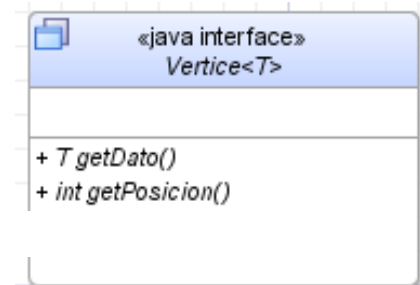 «java interface»
Vertice<T>
+ T getDato()
+ int getPosicion()